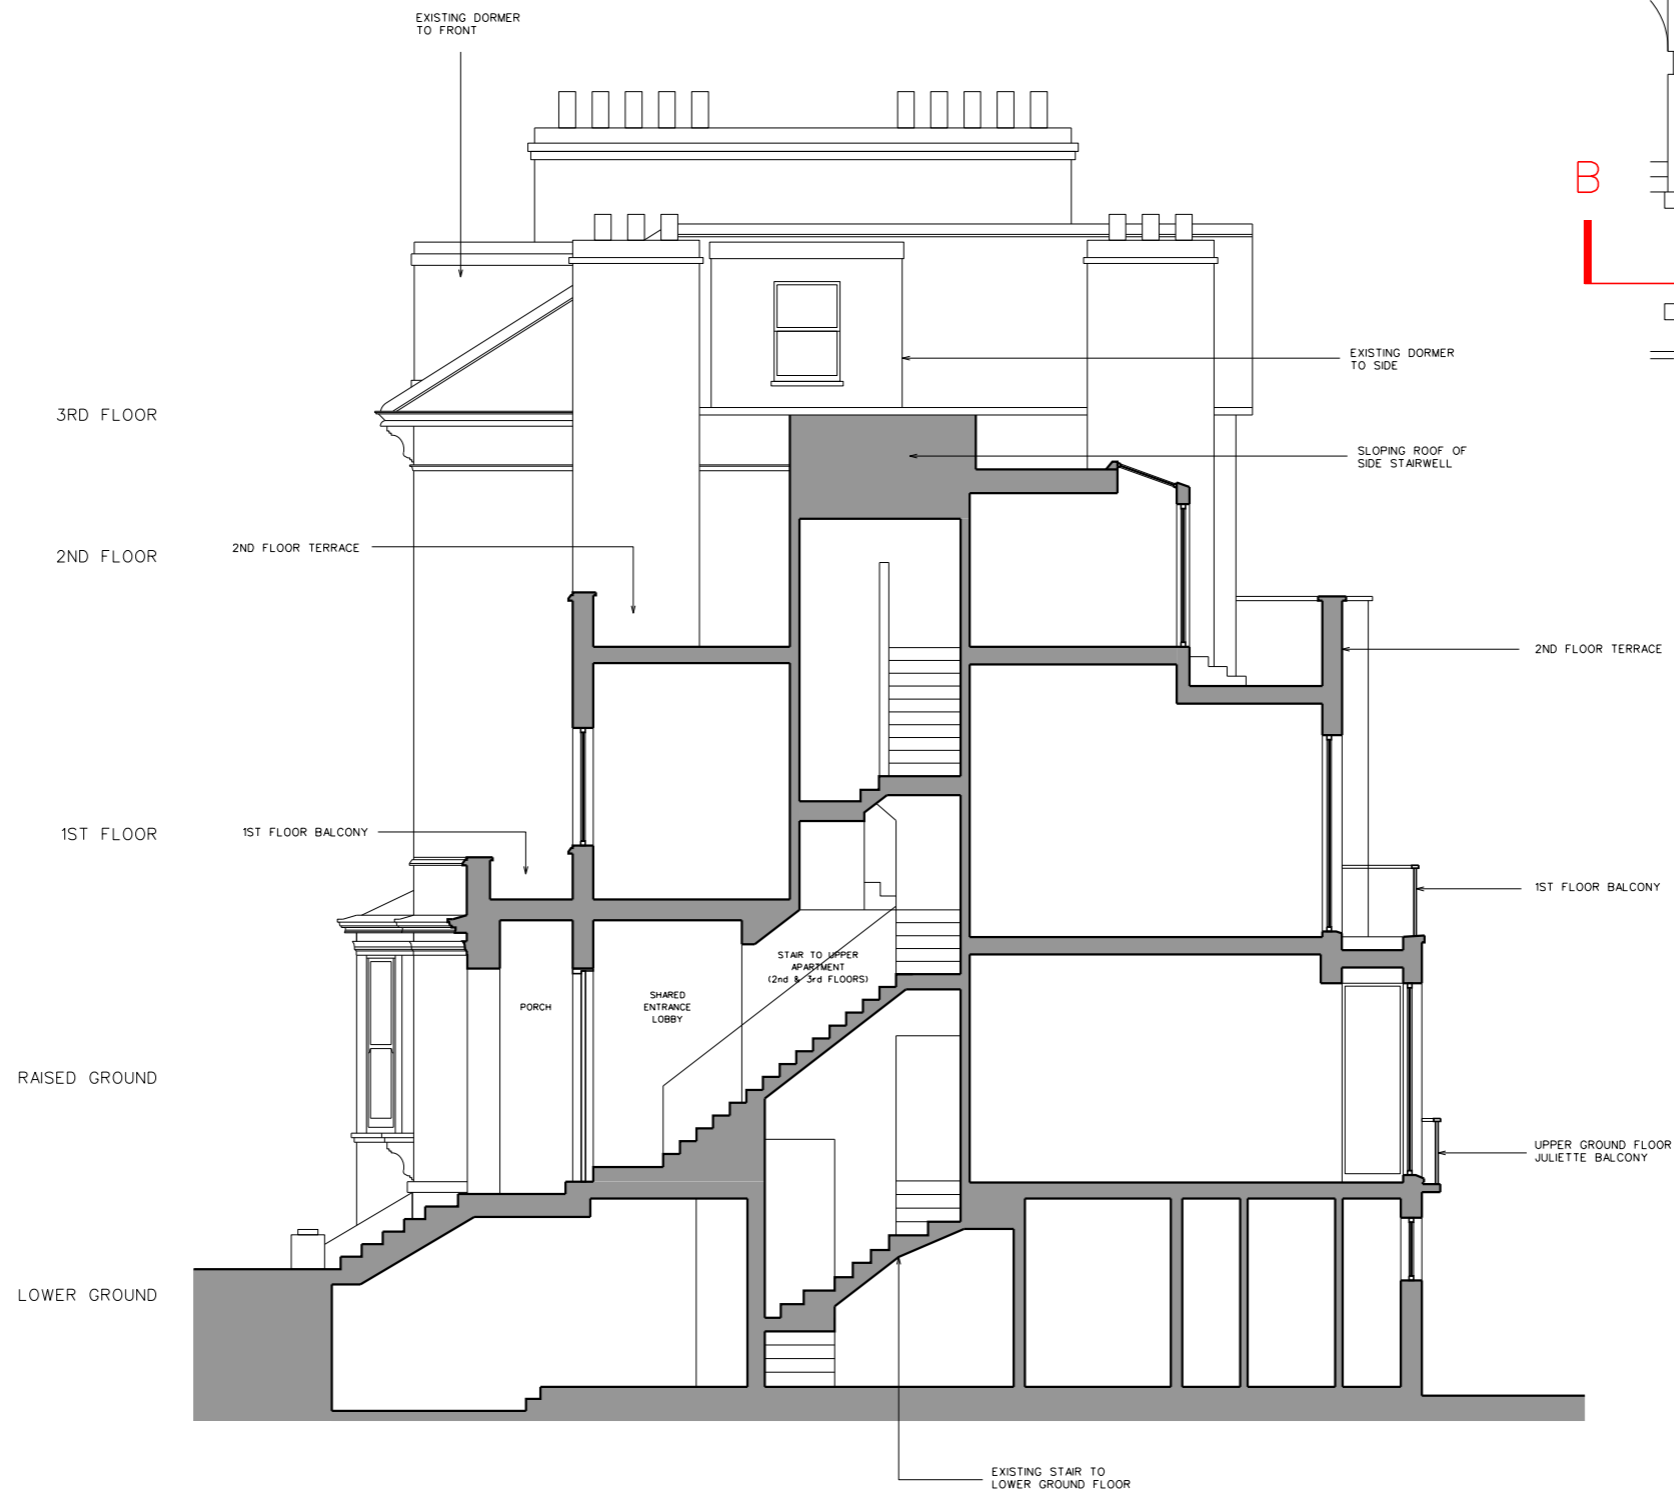 EXISTING DORMER
TO FRONT
B
EXISTING DORMER
TO SIDE
3RD FLOOR
SLOPING ROOF OF
SIDE STAIRWELL
2ND FLOOR
2ND FLOOR TERRACE
2ND FLOOR TERRACE
1ST FLOOR
1ST FLOOR BALCONY
1ST FLOOR BALCONY
STAIR TO UPPER
APARTMENT
(2nd & 3rd FLOORS)
PORCH
SHARED
ENTRANCE
LOBBY
RAISED GROUND
UPPER GROUND FLOOR
JULIETTE BALCONY
LOWER GROUND
EXISTING STAIR TO
LOWER GROUND FLOOR